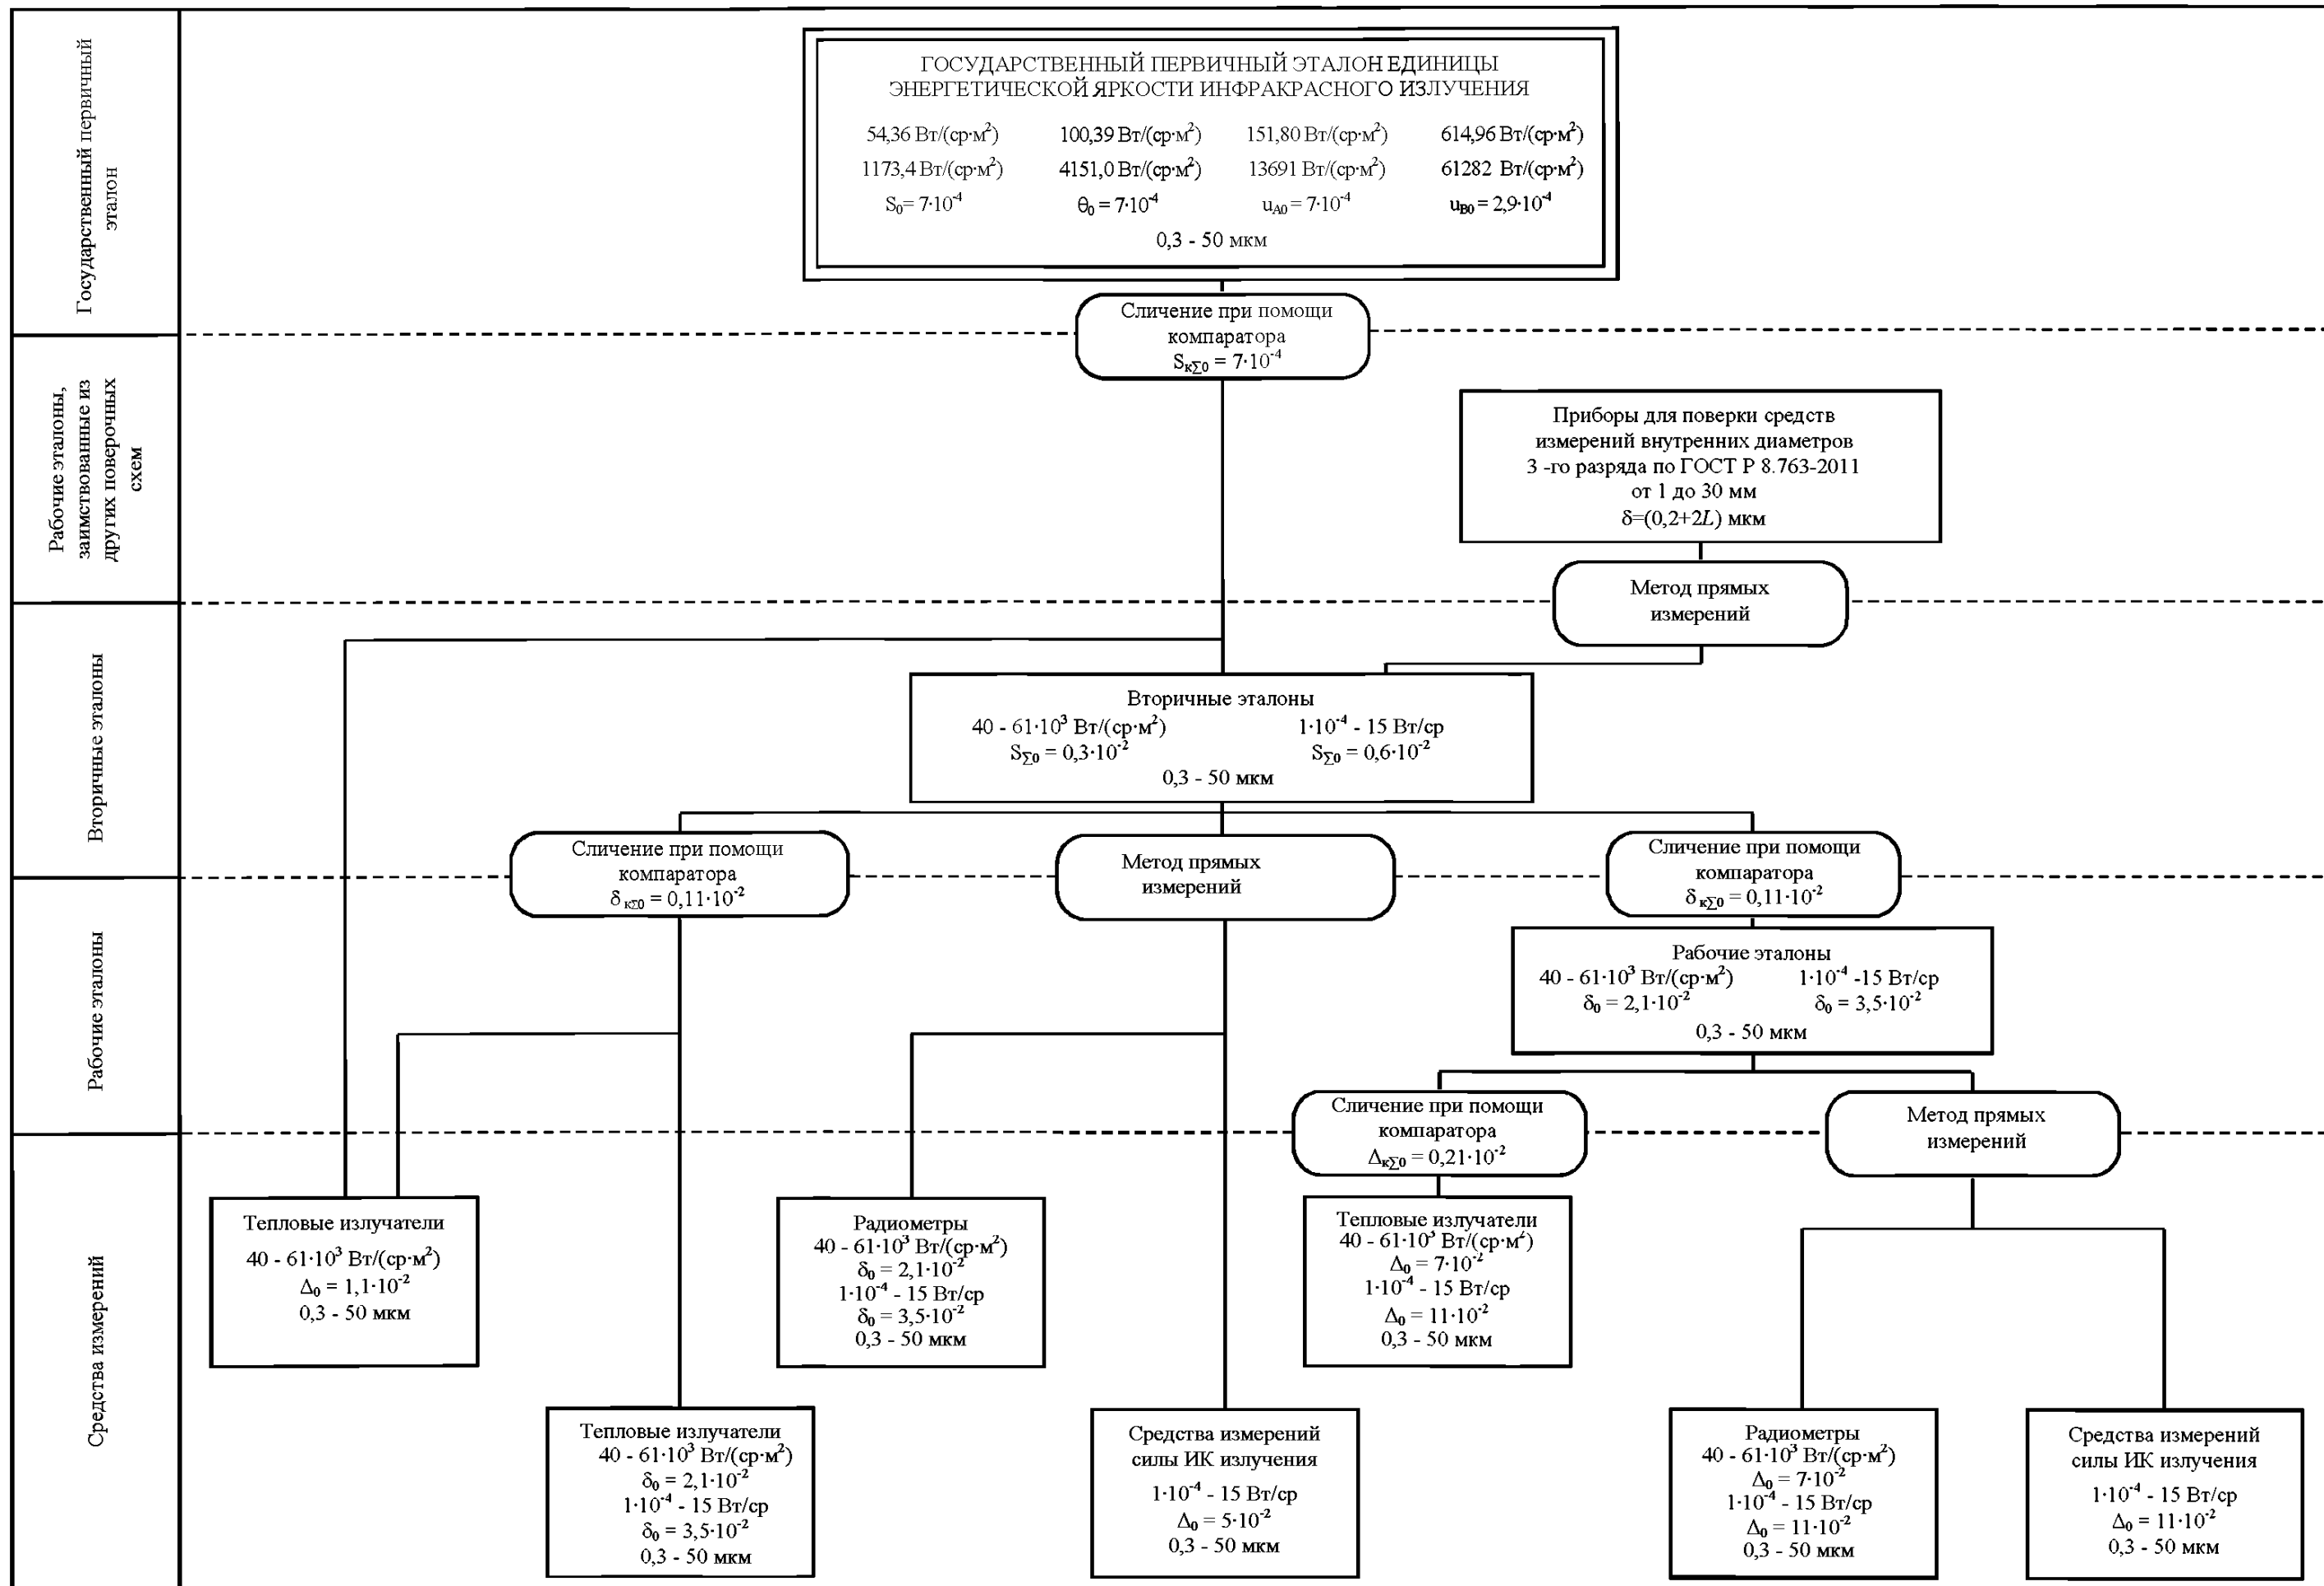 Государственный первичный
эталон
ГОСУДАРСТВЕННЫЙ ПЕРВИЧНЫЙ ЭТАЛОН ЕДИНИЦЫ
ЭНЕРГЕТИЧЕСКОЙ ЯРКОСТИ ИНФРАКРАСНОГО ИЗЛУЧЕНИЯ
54,36 Вт/(ср·м²) 100,39 Вт/(ср·м²) 151,80 Вт/(ср·м²) 614,96 Вт/(ср·м²)
1173,4 Вт/(ср·м²) 4151,0 Вт/(ср·м²) 13691 Вт/(ср·м²) 61282 Вт/(ср·м²)
S₀= 7·10⁻⁴ θ₀ = 7·10⁻⁴ u_A0 = 7·10⁻⁴ u_B0 = 2,9·10⁻⁴
0,3 - 50 мкм
Сличение при помощи
компаратора
S_кΣ0 = 7·10⁻⁴
Рабочие эталоны,
заимствованные из
других поверочных
схем
Приборы для поверки средств
измерений внутренних диаметров
3 -го разряда по ГОСТ Р 8.763-2011
от 1 до 30 мм
δ=(0,2+2L) мкм
Метод прямых
измерений
Вторичные эталоны
Вторичные эталоны
40 - 61·10³ Вт/(ср·м²) 1·10⁻⁴ - 15 Вт/ср
S_Σ0 = 0,3·10⁻² S_Σ0 = 0,6·10⁻²
0,3 - 50 мкм
Сличение при помощи
компаратора
δ_кΣ0 = 0,11·10⁻²
Метод прямых
измерений
Сличение при помощи
компаратора
δ_кΣ0 = 0,11·10⁻²
Рабочие эталоны
Рабочие эталоны
40 - 61·10³ Вт/(ср·м²) 1·10⁻⁴ -15 Вт/ср
δ₀ = 2,1·10⁻² δ₀ = 3,5·10⁻²
0,3 - 50 мкм
Сличение при помощи
компаратора
Δ_кΣ0 = 0,21·10⁻²
Метод прямых
измерений
Средства измерений
Тепловые излучатели
40 - 61·10³ Вт/(ср·м²)
Δ₀ = 1,1·10⁻²
0,3 - 50 мкм
Радиометры
40 - 61·10³ Вт/(ср·м²)
δ₀ = 2,1·10⁻²
1·10⁻⁴ - 15 Вт/ср
δ₀ = 3,5·10⁻²
0,3 - 50 мкм
Тепловые излучатели
40 - 61·10³ Вт/(ср·м²)
Δ₀ = 7·10⁻²
1·10⁻⁴ - 15 Вт/ср
Δ₀ = 11·10⁻²
0,3 - 50 мкм
Тепловые излучатели
40 - 61·10³ Вт/(ср·м²)
δ₀ = 2,1·10⁻²
1·10⁻⁴ - 15 Вт/ср
δ₀ = 3,5·10⁻²
0,3 - 50 мкм
Средства измерений
силы ИК излучения
1·10⁻⁴ - 15 Вт/ср
Δ₀ = 5·10⁻²
0,3 - 50 мкм
Радиометры
40 - 61·10³ Вт/(ср·м²)
Δ₀ = 7·10⁻²
1·10⁻⁴ - 15 Вт/ср
Δ₀ = 11·10⁻²
0,3 - 50 мкм
Средства измерений
силы ИК излучения
1·10⁻⁴ - 15 Вт/ср
Δ₀ = 11·10⁻²
0,3 - 50 мкм